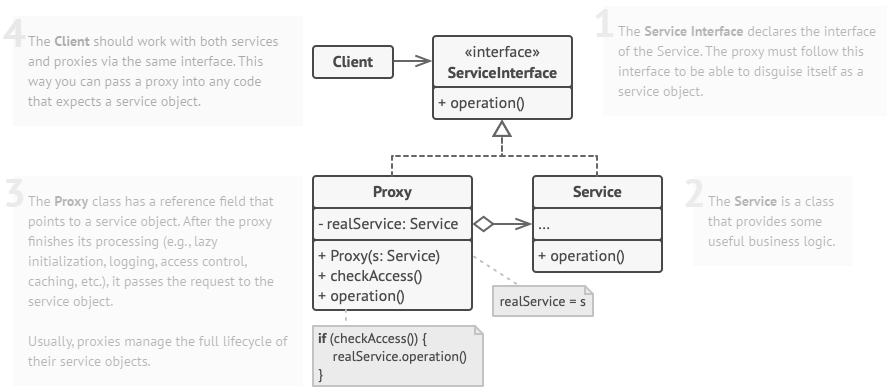 4
The Client should work with both services
and proxies via the same interface. This
way you can pass a proxy into any code
that expects a service object.
Client
«interface»
ServiceInterface
+ operation()
1
The Service Interface declares the interface
of the Service. The proxy must follow this
interface to be able to disguise itself as a
service object.
3
The Proxy class has a reference field that
points to a service object. After the proxy
finishes its processing (e.g., lazy
initialization, logging, access control,
caching, etc.), it passes the request to the
service object.
Usually, proxies manage the full lifecycle of
their service objects.
Proxy
- realService: Service
+ Proxy(s: Service)
+ checkAccess()
+ operation()
Service
...
+ operation()
2
The Service is a class
that provides some
useful business logic.
realService = s
if (checkAccess()) {
realService.operation()
}